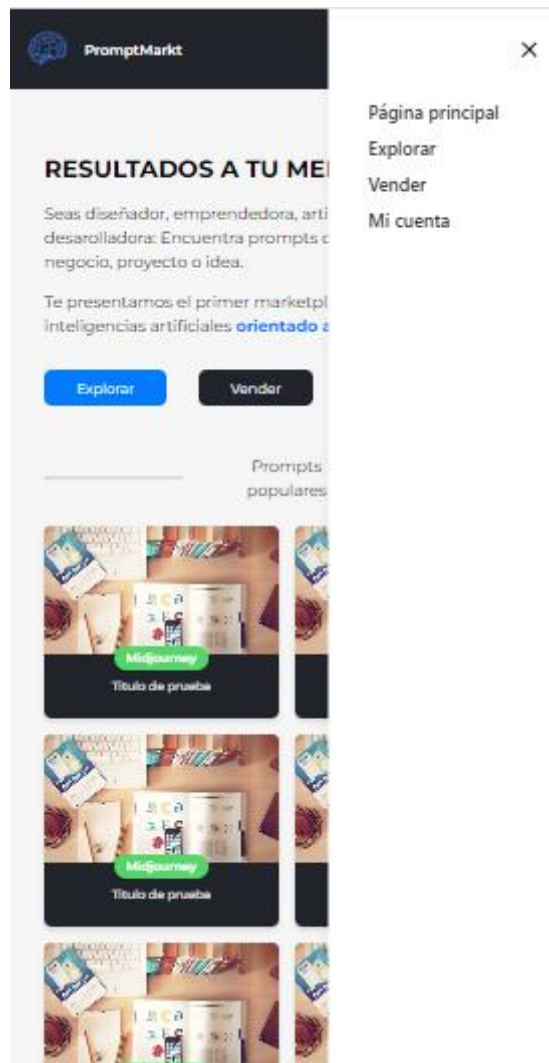 PromptMarkt
×
Página principal
Explorar
Vender
Mi cuenta
RESULTADOS A TU ME
Seas diseñador, emprendedora, arti
desarolladora: Encuentra prompts
negocio, proyecto o idea.
Te presentamos el primer marketpl
inteligencias artificiales orientado a
Explorar
Vender
Prompts
populares
Midjourney
Título de prueba
Midjourney
Título de prueba